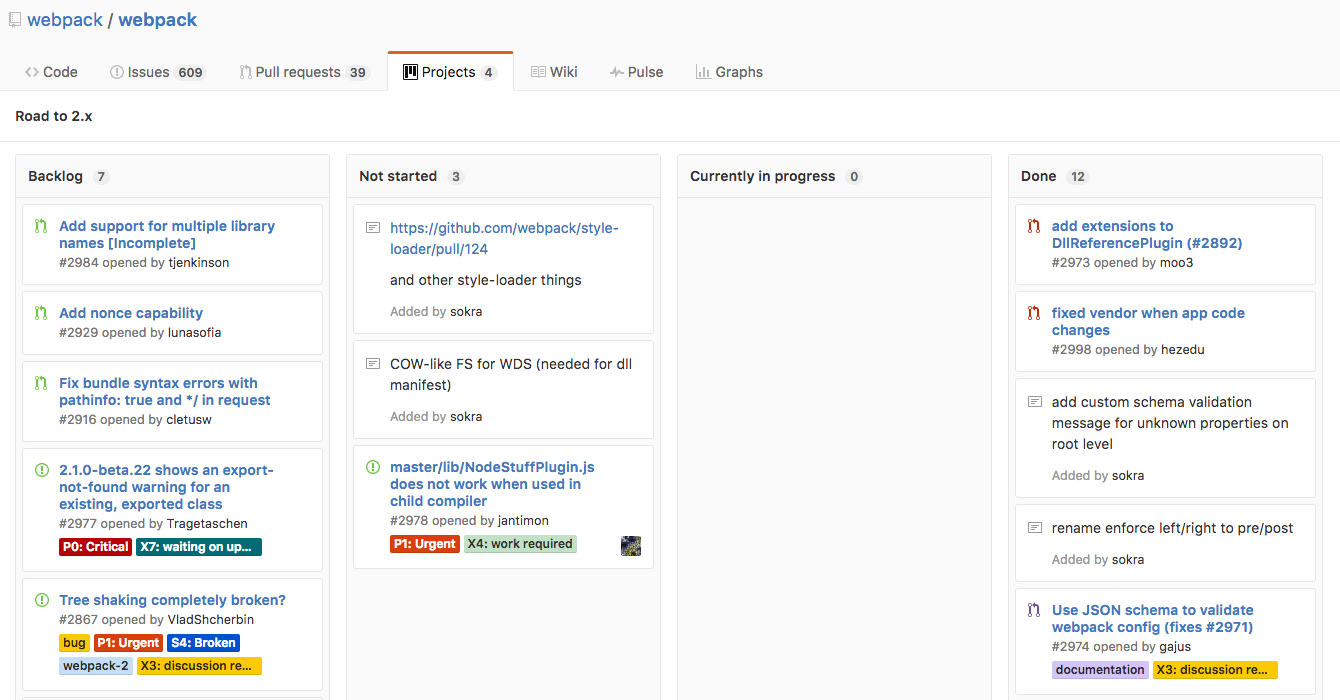 webpack / webpack
Code
Issues 609
Pull requests 39
Projects 4
Wiki
Pulse
Graphs
Road to 2.x
Backlog 7
Add support for multiple library
names [Incomplete]
#2984 opened by tjenkinson
Add nonce capability
#2929 opened by lunasofia
Fix bundle syntax errors with
pathinfo: true and */ in request
#2916 opened by cletusw
2.1.0-beta.22 shows an export-
not-found warning for an
existing, exported class
#2977 opened by Tragetaschen
P0: Critical X7: waiting on up...
Tree shaking completely broken?
#2867 opened by VladShcherbin
bug P1: Urgent S4: Broken
webpack-2 X3: discussion re...
Not started 3
https://github.com/webpack/style-
loader/pull/124
and other style-loader things
Added by sokra
COW-like FS for WDS (needed for dll
manifest)
Added by sokra
master/lib/NodeStuffPlugin.js
does not work when used in
child compiler
#2978 opened by jantimon
P1: Urgent X4: work required
Currently in progress 0
Done 12
add extensions to
DllReferencePlugin (#2892)
#2973 opened by moo3
fixed vendor when app code
changes
#2998 opened by hezedu
add custom schema validation
message for unknown properties on
root level
Added by sokra
rename enforce left/right to pre/post
Added by sokra
Use JSON schema to validate
webpack config (fixes #2971)
#2974 opened by gajus
documentation X3: discussion re...